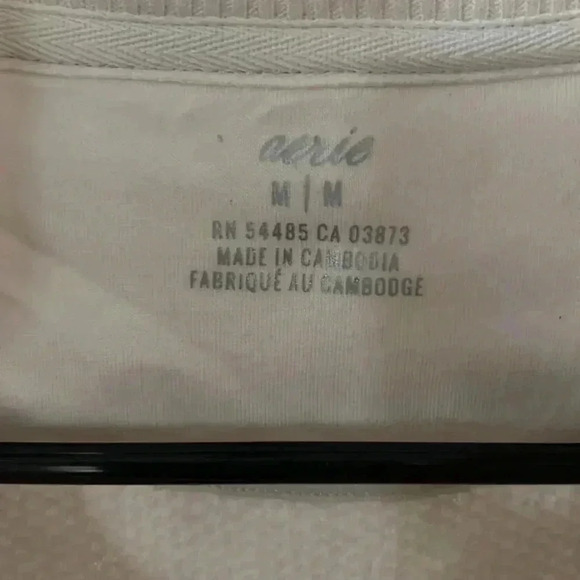 aerie
M | M
RN 54485 CA 03873
MADE IN CAMBODIA
FABRIQUÉ AU CAMBODGE